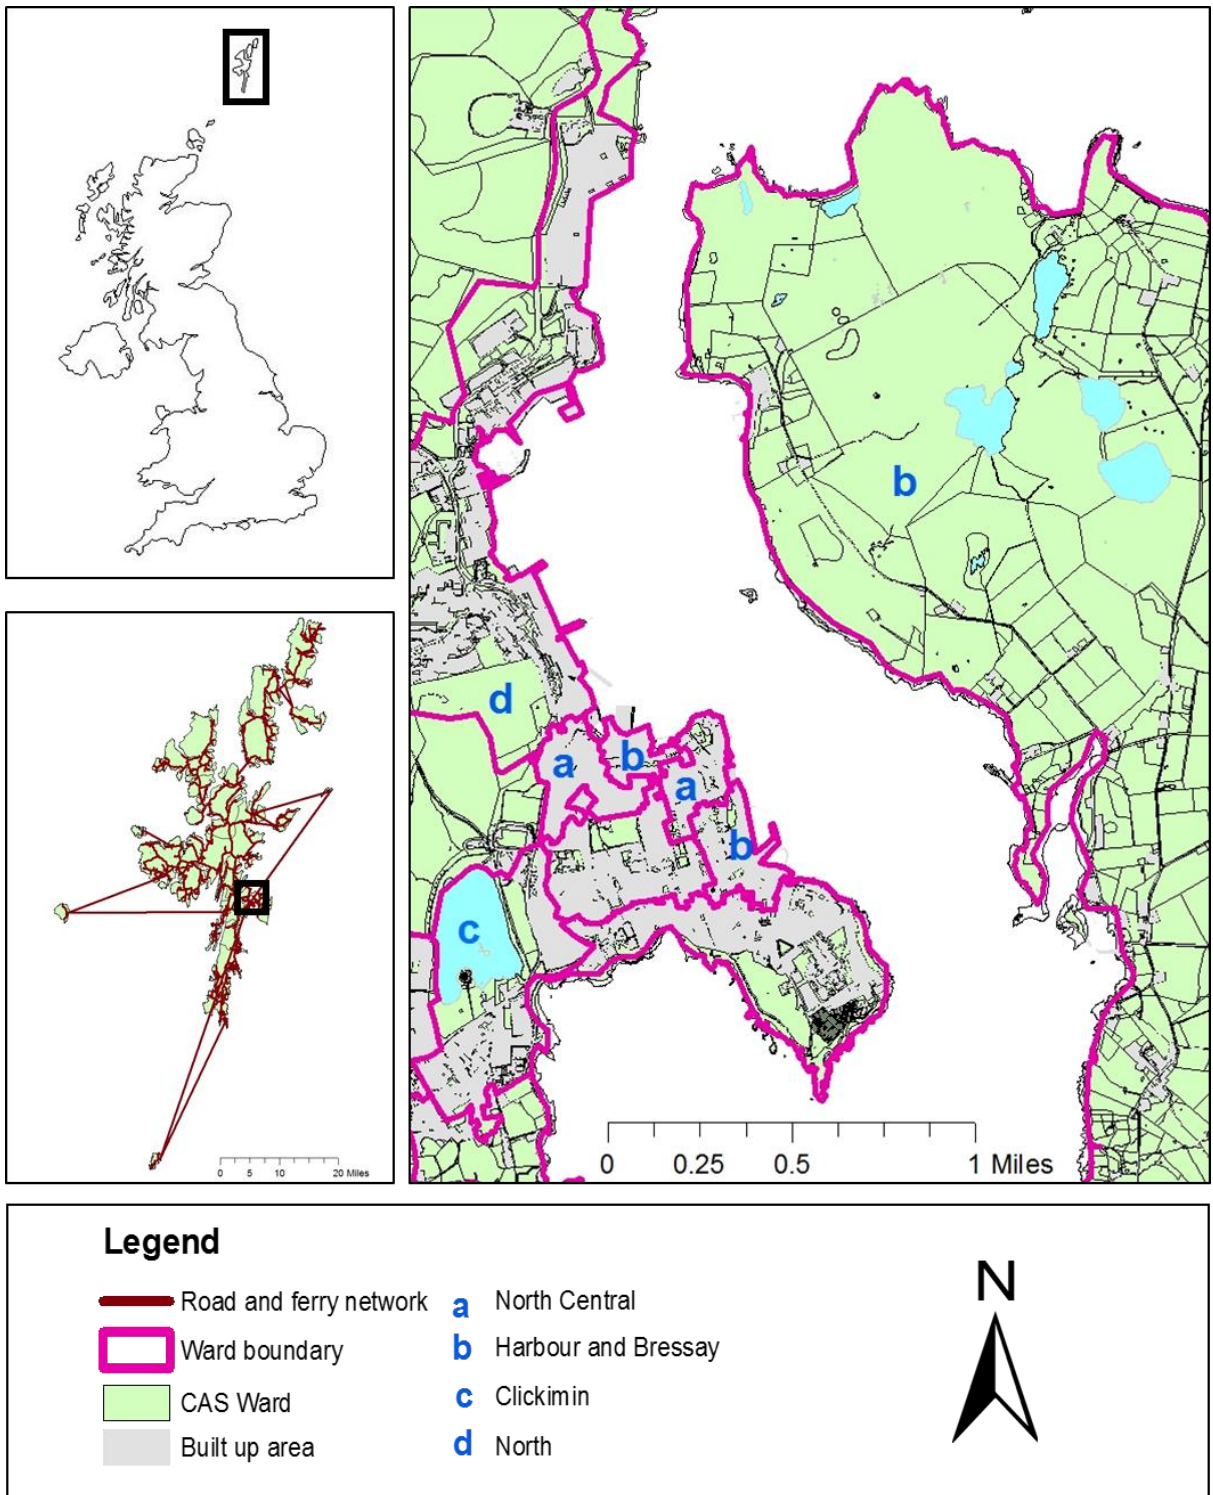 b
d
a
b
a
b
c
0 5 10 20 Miles
0 0.25 0.5 1 Miles
Legend
Road and ferry network
Ward boundary
CAS Ward
Built up area
a North Central
b Harbour and Bressay
c Clickimin
d North
N